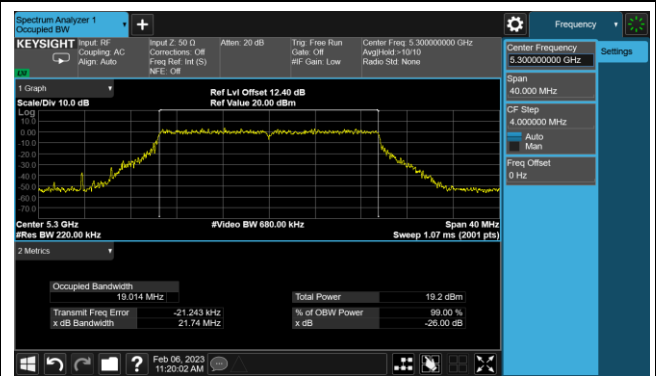 Spectrum Analyzer 1
Occupied BW
Frequency
KEYSIGHT
Input: RF
Coupling: AC
Align: Auto
Input Z: 50 Ω
Corrections: Off
Freq Ref: Int (S)
NFE: Off
Atten: 20 dB
Trig: Free Run
Gate: Off
#IF Gain: Low
Center Freq: 5.300000000 GHz
Avg|Hold:>10/10
Radio Std: None
LXI
Center Frequency
5.300000000 GHz
Settings
Span
40.000 MHz
CF Step
4.000000 MHz
Auto
Man
Freq Offset
0 Hz
1 Graph
Scale/Div 10.0 dB
Ref Lvl Offset 12.40 dB
Ref Value 20.00 dBm
Log
10.0
0.00
-10.0
-20.0
-30.0
-40.0
-50.0
-60.0
-70.0
Center 5.3 GHz
#Res BW 220.00 kHz
#Video BW 680.00 kHz
Span 40 MHz
Sweep 1.07 ms (2001 pts)
2 Metrics
Occupied Bandwidth
19.014 MHz
Total Power 19.2 dBm
Transmit Freq Error -21.243 kHz
% of OBW Power 99.00 %
x dB Bandwidth 21.74 MHz
x dB -26.00 dB
Feb 06, 2023
11:20:02 AM